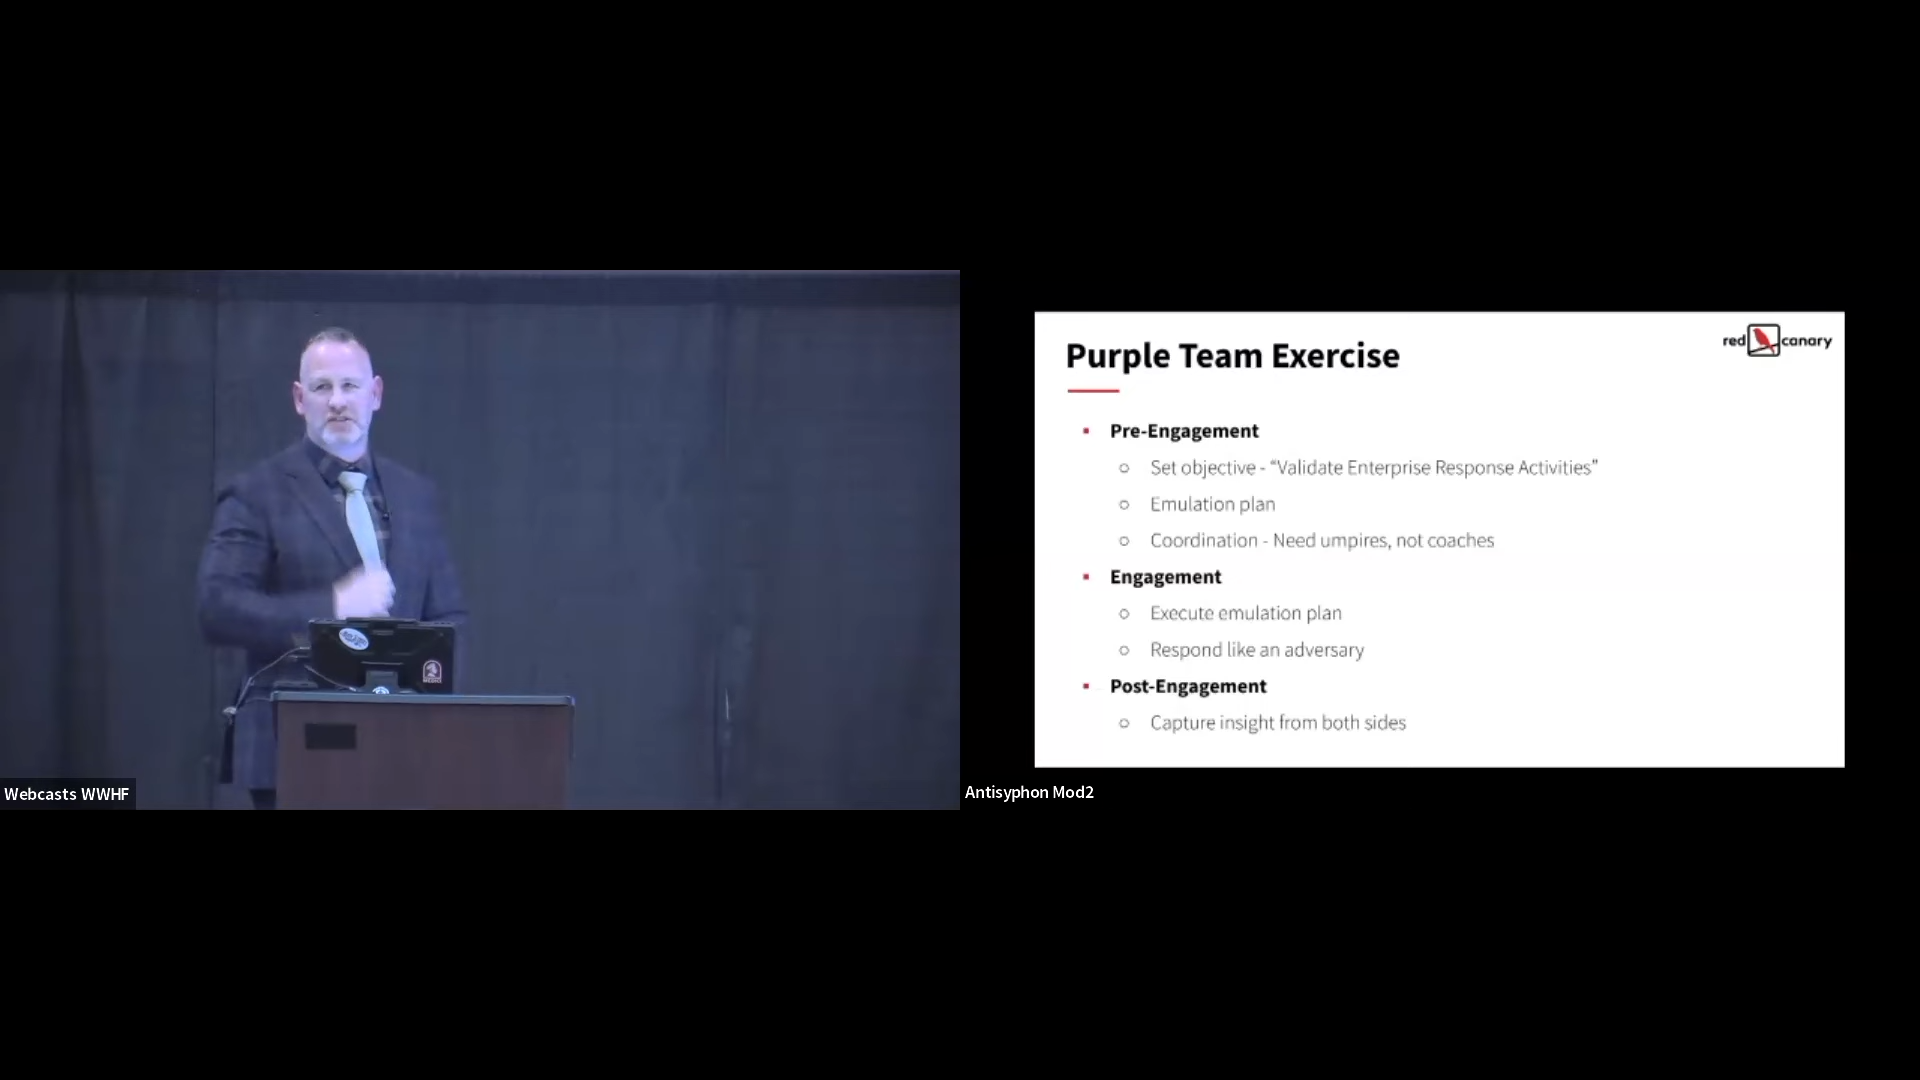 Webcasts WWHF
Purple Team Exercise
red canary
Pre-Engagement
Set objective - “Validate Enterprise Response Activities”
Emulation plan
Coordination - Need umpires, not coaches
Engagement
Execute emulation plan
Respond like an adversary
Post-Engagement
Capture insight from both sides
Antisyphon Mod2